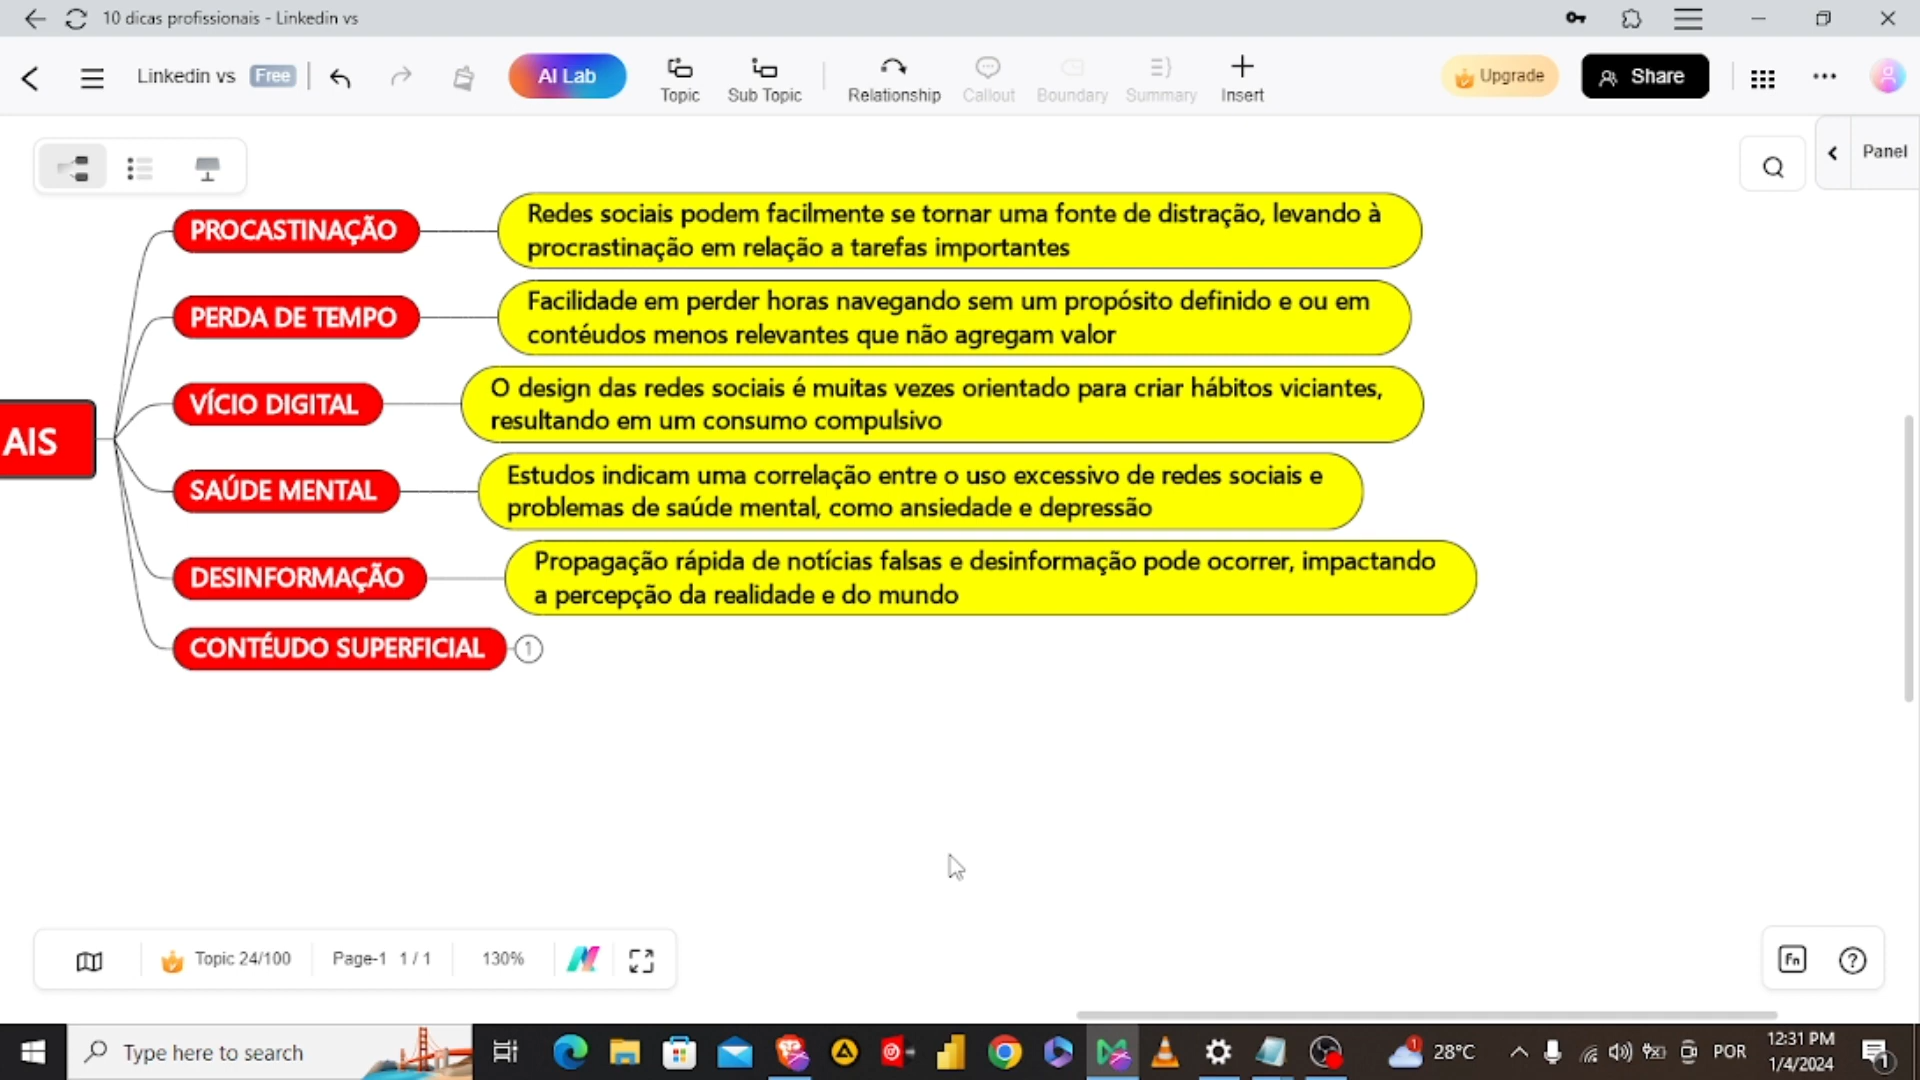 10 dicas profissionais - Linkedin vs
Linkedin vs Free
AI Lab
Topic
Sub Topic
Relationship
Callout
Boundary
Summary
Insert
Upgrade
Share
Panel
PROCASTINAÇÃO
Redes sociais podem facilmente se tornar uma fonte de distração, levando à
procrastinação em relação a tarefas importantes
PERDA DE TEMPO
Facilidade em perder horas navegando sem um propósito definido e ou em
contéudos menos relevantes que não agregam valor
VÍCIO DIGITAL
O design das redes sociais é muitas vezes orientado para criar hábitos viciantes,
resultando em um consumo compulsivo
AIS
SAÚDE MENTAL
Estudos indicam uma correlação entre o uso excessivo de redes sociais e
problemas de saúde mental, como ansiedade e depressão
DESINFORMAÇÃO
Propagação rápida de notícias falsas e desinformação pode ocorrer, impactando
a percepção da realidade e do mundo
CONTÉUDO SUPERFICIAL 1
Topic 24/100
Page-1 1 / 1
130%
Fn
Type here to search
28°C
POR
12:31 PM
1/4/2024
1